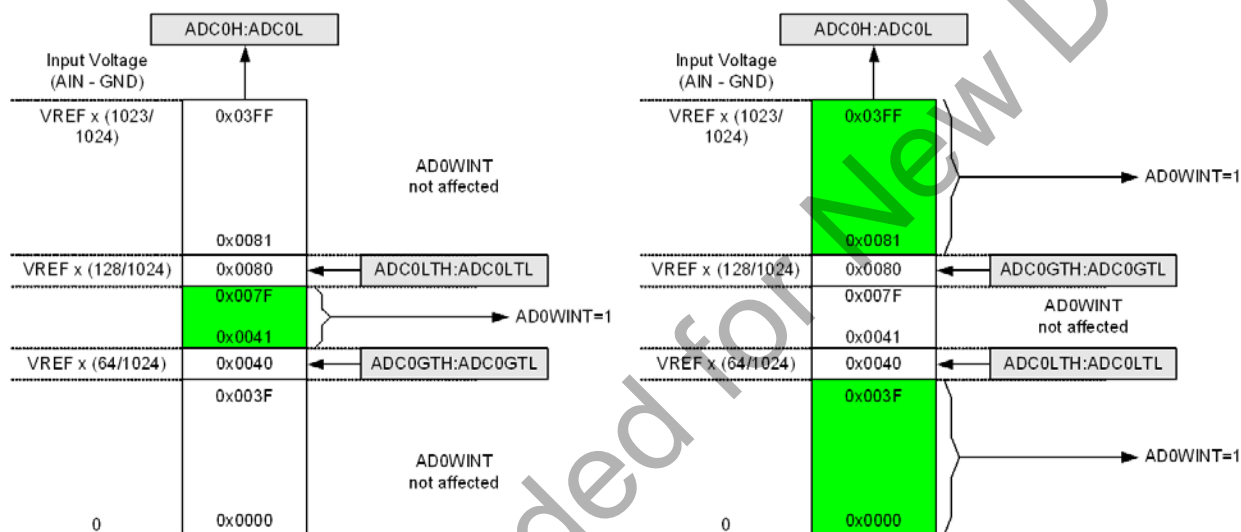 ADC0H:ADC0L
Input Voltage
(AIN - GND)
VREF x (1023/
1024)
0x03FF
AD0WINT
not affected
0x0081
VREF x (128/1024)
0x0080
ADC0LTH:ADC0LTL
0x007F
AD0WINT=1
0x0041
VREF x (64/1024)
0x0040
ADC0GTH:ADC0GTL
0x003F
AD0WINT
not affected
0
0x0000
ADC0H:ADC0L
Input Voltage
(AIN - GND)
VREF x (1023/
1024)
0x03FF
AD0WINT=1
0x0081
VREF x (128/1024)
0x0080
ADC0GTH:ADC0GTL
0x007F
AD0WINT
not affected
0x0041
VREF x (64/1024)
0x0040
ADC0LTH:ADC0LTL
0x003F
AD0WINT=1
0
0x0000
ded for New D